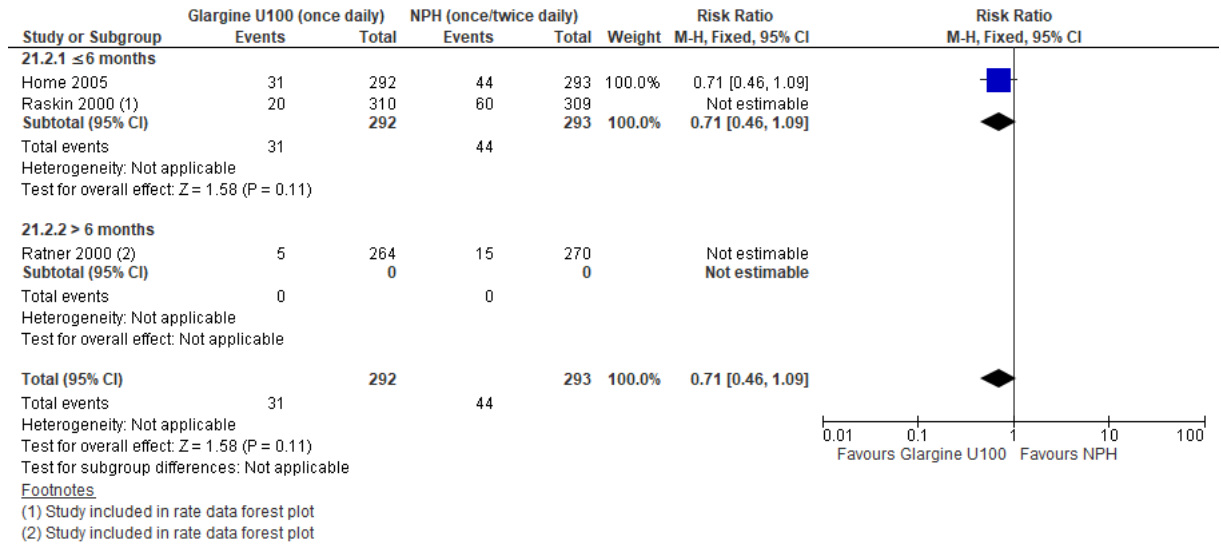 Glargine U100 (once daily) NPH (once/twice daily) Risk Ratio Risk Ratio
Study or Subgroup Events Total Events Total Weight M-H, Fixed, 95% CI M-H, Fixed, 95% CI
21.2.1 ≤6 months
Home 2005 31 292 44 293 100.0% 0.71 [0.46, 1.09]
Raskin 2000 (1) 20 310 60 309 Not estimable
Subtotal (95% CI) 292 293 100.0% 0.71 [0.46, 1.09]
Total events 31 44
Heterogeneity: Not applicable
Test for overall effect: Z = 1.58 (P = 0.11)
21.2.2 > 6 months
Ratner 2000 (2) 5 264 15 270 Not estimable
Subtotal (95% CI) 0 0 Not estimable
Total events 0 0
Heterogeneity: Not applicable
Test for overall effect: Not applicable
Total (95% CI) 292 293 100.0% 0.71 [0.46, 1.09]
Total events 31 44
Heterogeneity: Not applicable
Test for overall effect: Z = 1.58 (P = 0.11)
Test for subgroup differences: Not applicable
0.01 0.1 1 10 100
Favours Glargine U100 Favours NPH
Footnotes
(1) Study included in rate data forest plot
(2) Study included in rate data forest plot